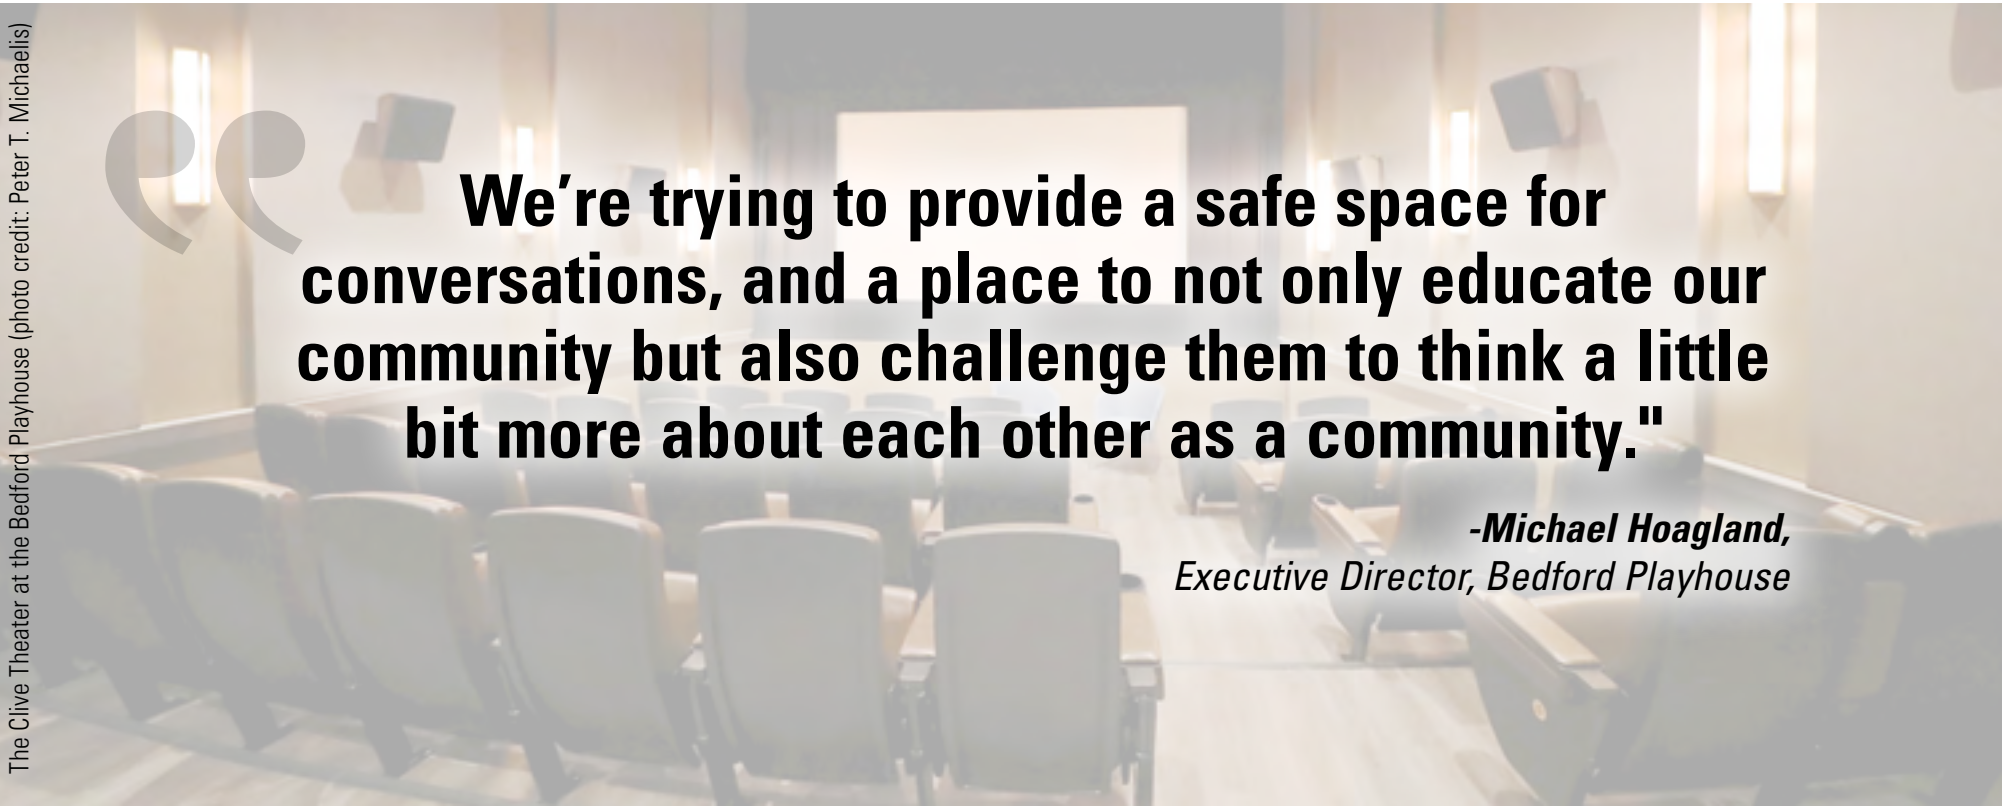 The Clive Theater at the Bedford Playhouse (photo credit: Peter T. Michaelis)
“
We’re trying to provide a safe space for
conversations, and a place to not only educate our
community but also challenge them to think a little
bit more about each other as a community."
-Michael Hoagland,
Executive Director, Bedford Playhouse